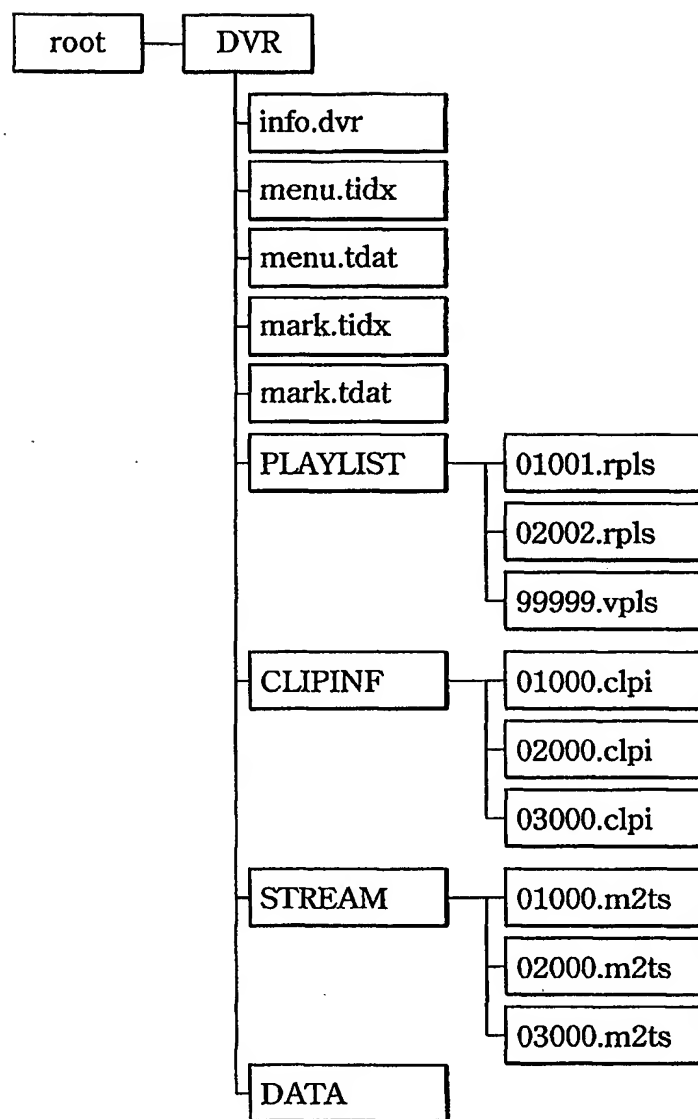 root DVR
info.dvr
menu.tidx
menu.tdat
mark.tidx
mark.tdat
PLAYLIST 01001.rpls
02002.rpls
99999.vpls
CLIPINF 01000.clpi
02000.clpi
03000.clpi
STREAM 01000.m2ts
02000.m2ts
03000.m2ts
DATA